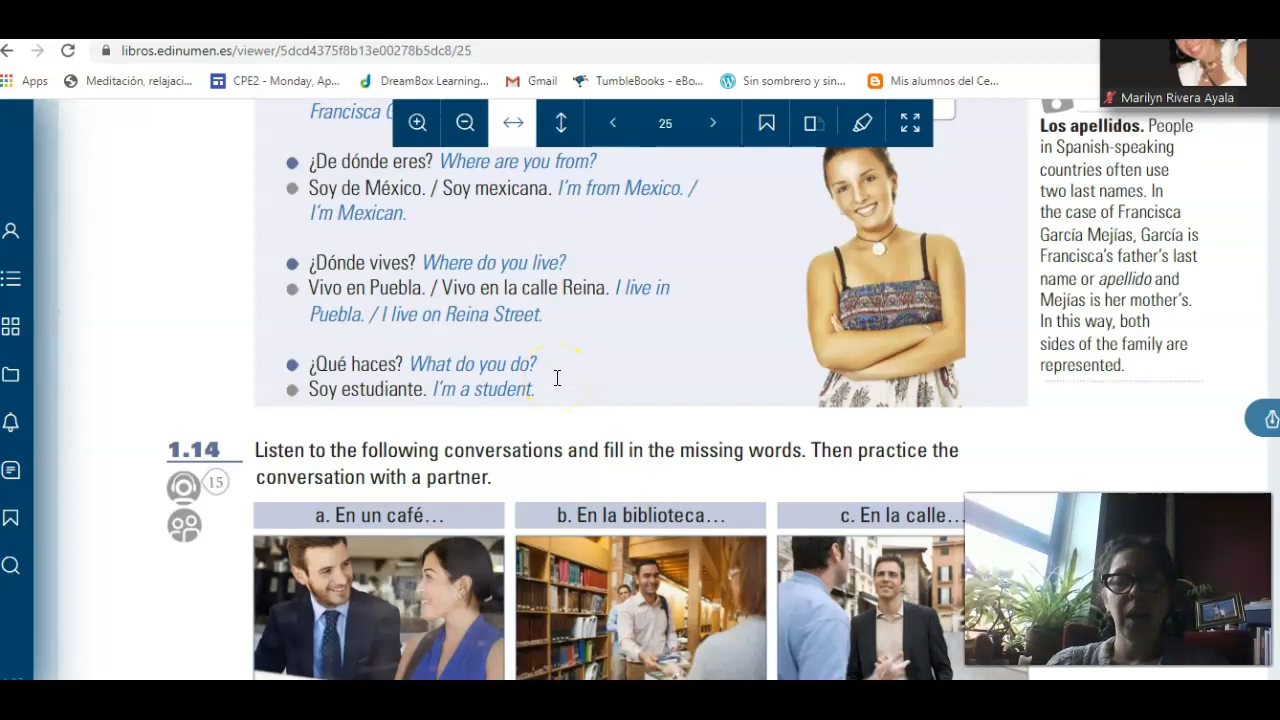 libros.edinumen.es/viewer/5dcd4375f8b13e00278b5dc8/25
Apps Meditación, relajaci... CPE2 - Monday, Ap... DreamBox Learning... Gmail TumbleBooks - eBo... Sin sombrero y sin... Mis alumnos del Ce...
Marilyn Rivera Ayala
25
Francisca
¿De dónde eres? Where are you from?
Soy de México. / Soy mexicana. I'm from Mexico. /
I'm Mexican.
¿Dónde vives? Where do you live?
Vivo en Puebla. / Vivo en la calle Reina. I live in
Puebla. / I live on Reina Street.
¿Qué haces? What do you do?
Soy estudiante. I'm a student.
Los apellidos. People
in Spanish-speaking
countries often use
two last names. In
the case of Francisca
García Mejías, García is
Francisca's father's last
name or apellido and
Mejías is her mother's.
In this way, both
sides of the family are
represented.
1.14 Listen to the following conversations and fill in the missing words. Then practice the
conversation with a partner.
15
a. En un café…
b. En la biblioteca…
c. En la calle…